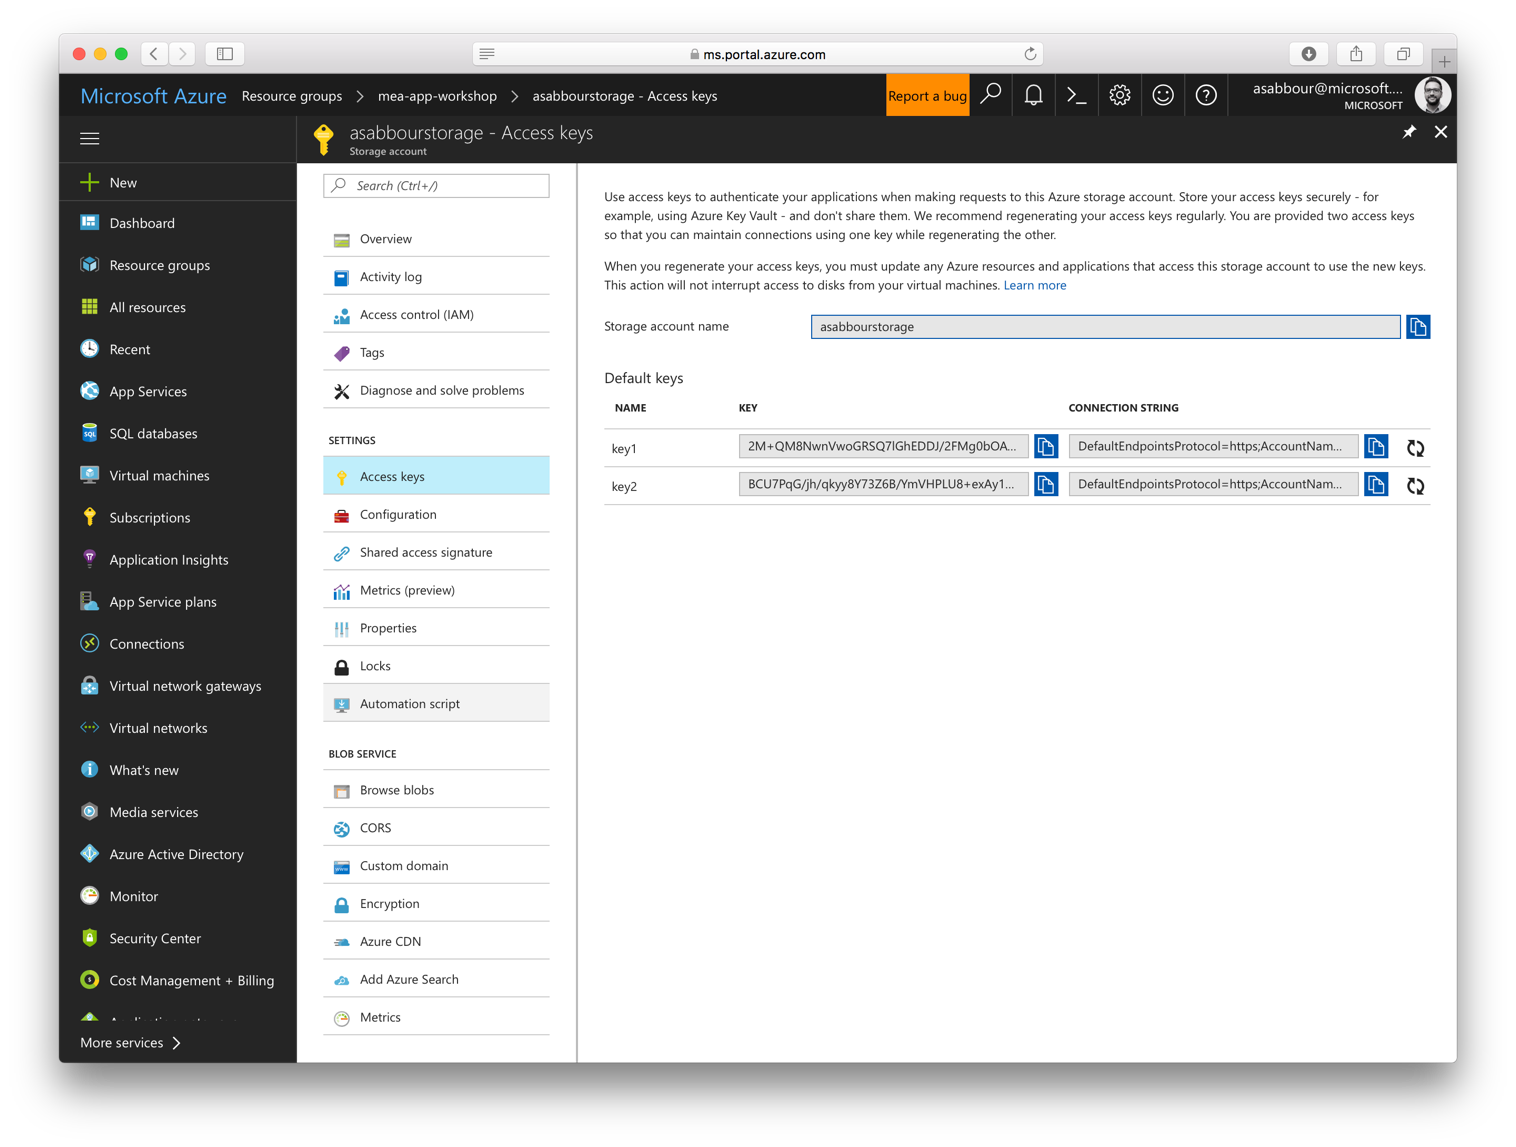 ms.portal.azure.com
Microsoft Azure Resource groups > mea-app-workshop > asabbourstorage - Access keys
Report a bug
asabbour@microsoft....
MICROSOFT
asabbourstorage - Access keys
Storage account
New
Dashboard
Resource groups
All resources
Recent
App Services
SQL databases
Virtual machines
Subscriptions
Application Insights
App Service plans
Connections
Virtual network gateways
Virtual networks
What's new
Media services
Azure Active Directory
Monitor
Security Center
Cost Management + Billing
More services >
Search (Ctrl+/)
Overview
Activity log
Access control (IAM)
Tags
Diagnose and solve problems
SETTINGS
Access keys
Configuration
Shared access signature
Metrics (preview)
Properties
Locks
Automation script
BLOB SERVICE
Browse blobs
CORS
Custom domain
Encryption
Azure CDN
Add Azure Search
Metrics
Use access keys to authenticate your applications when making requests to this Azure storage account. Store your access keys securely - for
example, using Azure Key Vault - and don't share them. We recommend regenerating your access keys regularly. You are provided two access keys
so that you can maintain connections using one key while regenerating the other.
When you regenerate your access keys, you must update any Azure resources and applications that access this storage account to use the new keys.
This action will not interrupt access to disks from your virtual machines. Learn more
Storage account name asabbourstorage
Default keys
NAME KEY CONNECTION STRING
key1 2M+QM8NwnVwoGRSQ7lGhEDDJ/2FMg0bOA... DefaultEndpointsProtocol=https;AccountNam...
key2 BCU7PqG/jh/qkyy8Y73Z6B/YmVHPLU8+exAy1... DefaultEndpointsProtocol=https;AccountNam...